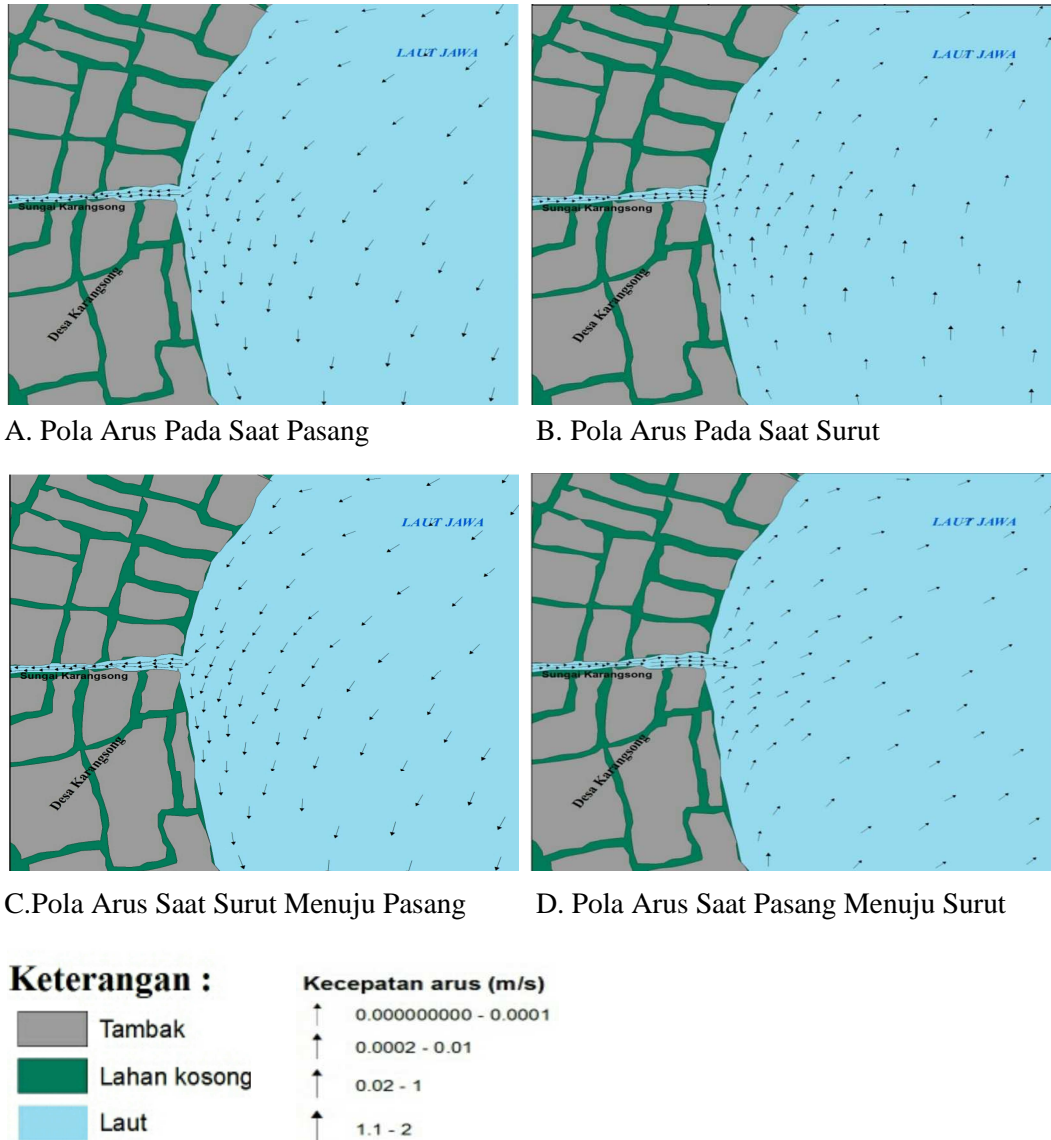 LAUT JAWA
Sungai Karangsong
Desa Karangsong
LAUT JAWA
Sungai Karangsong
Desa Karangsong
A. Pola Arus Pada Saat Pasang
B. Pola Arus Pada Saat Surut
LAUT JAWA
Sungai Karangsong
Desa Karangsong
LAUT JAWA
Sungai Karangsong
Desa Karangsong
C.Pola Arus Saat Surut Menuju Pasang
D. Pola Arus Saat Pasang Menuju Surut
Keterangan :
Tambak
Lahan kosong
Laut
Kecepatan arus (m/s)
0.000000000 - 0.0001
0.0002 - 0.01
0.02 - 1
1.1 - 2